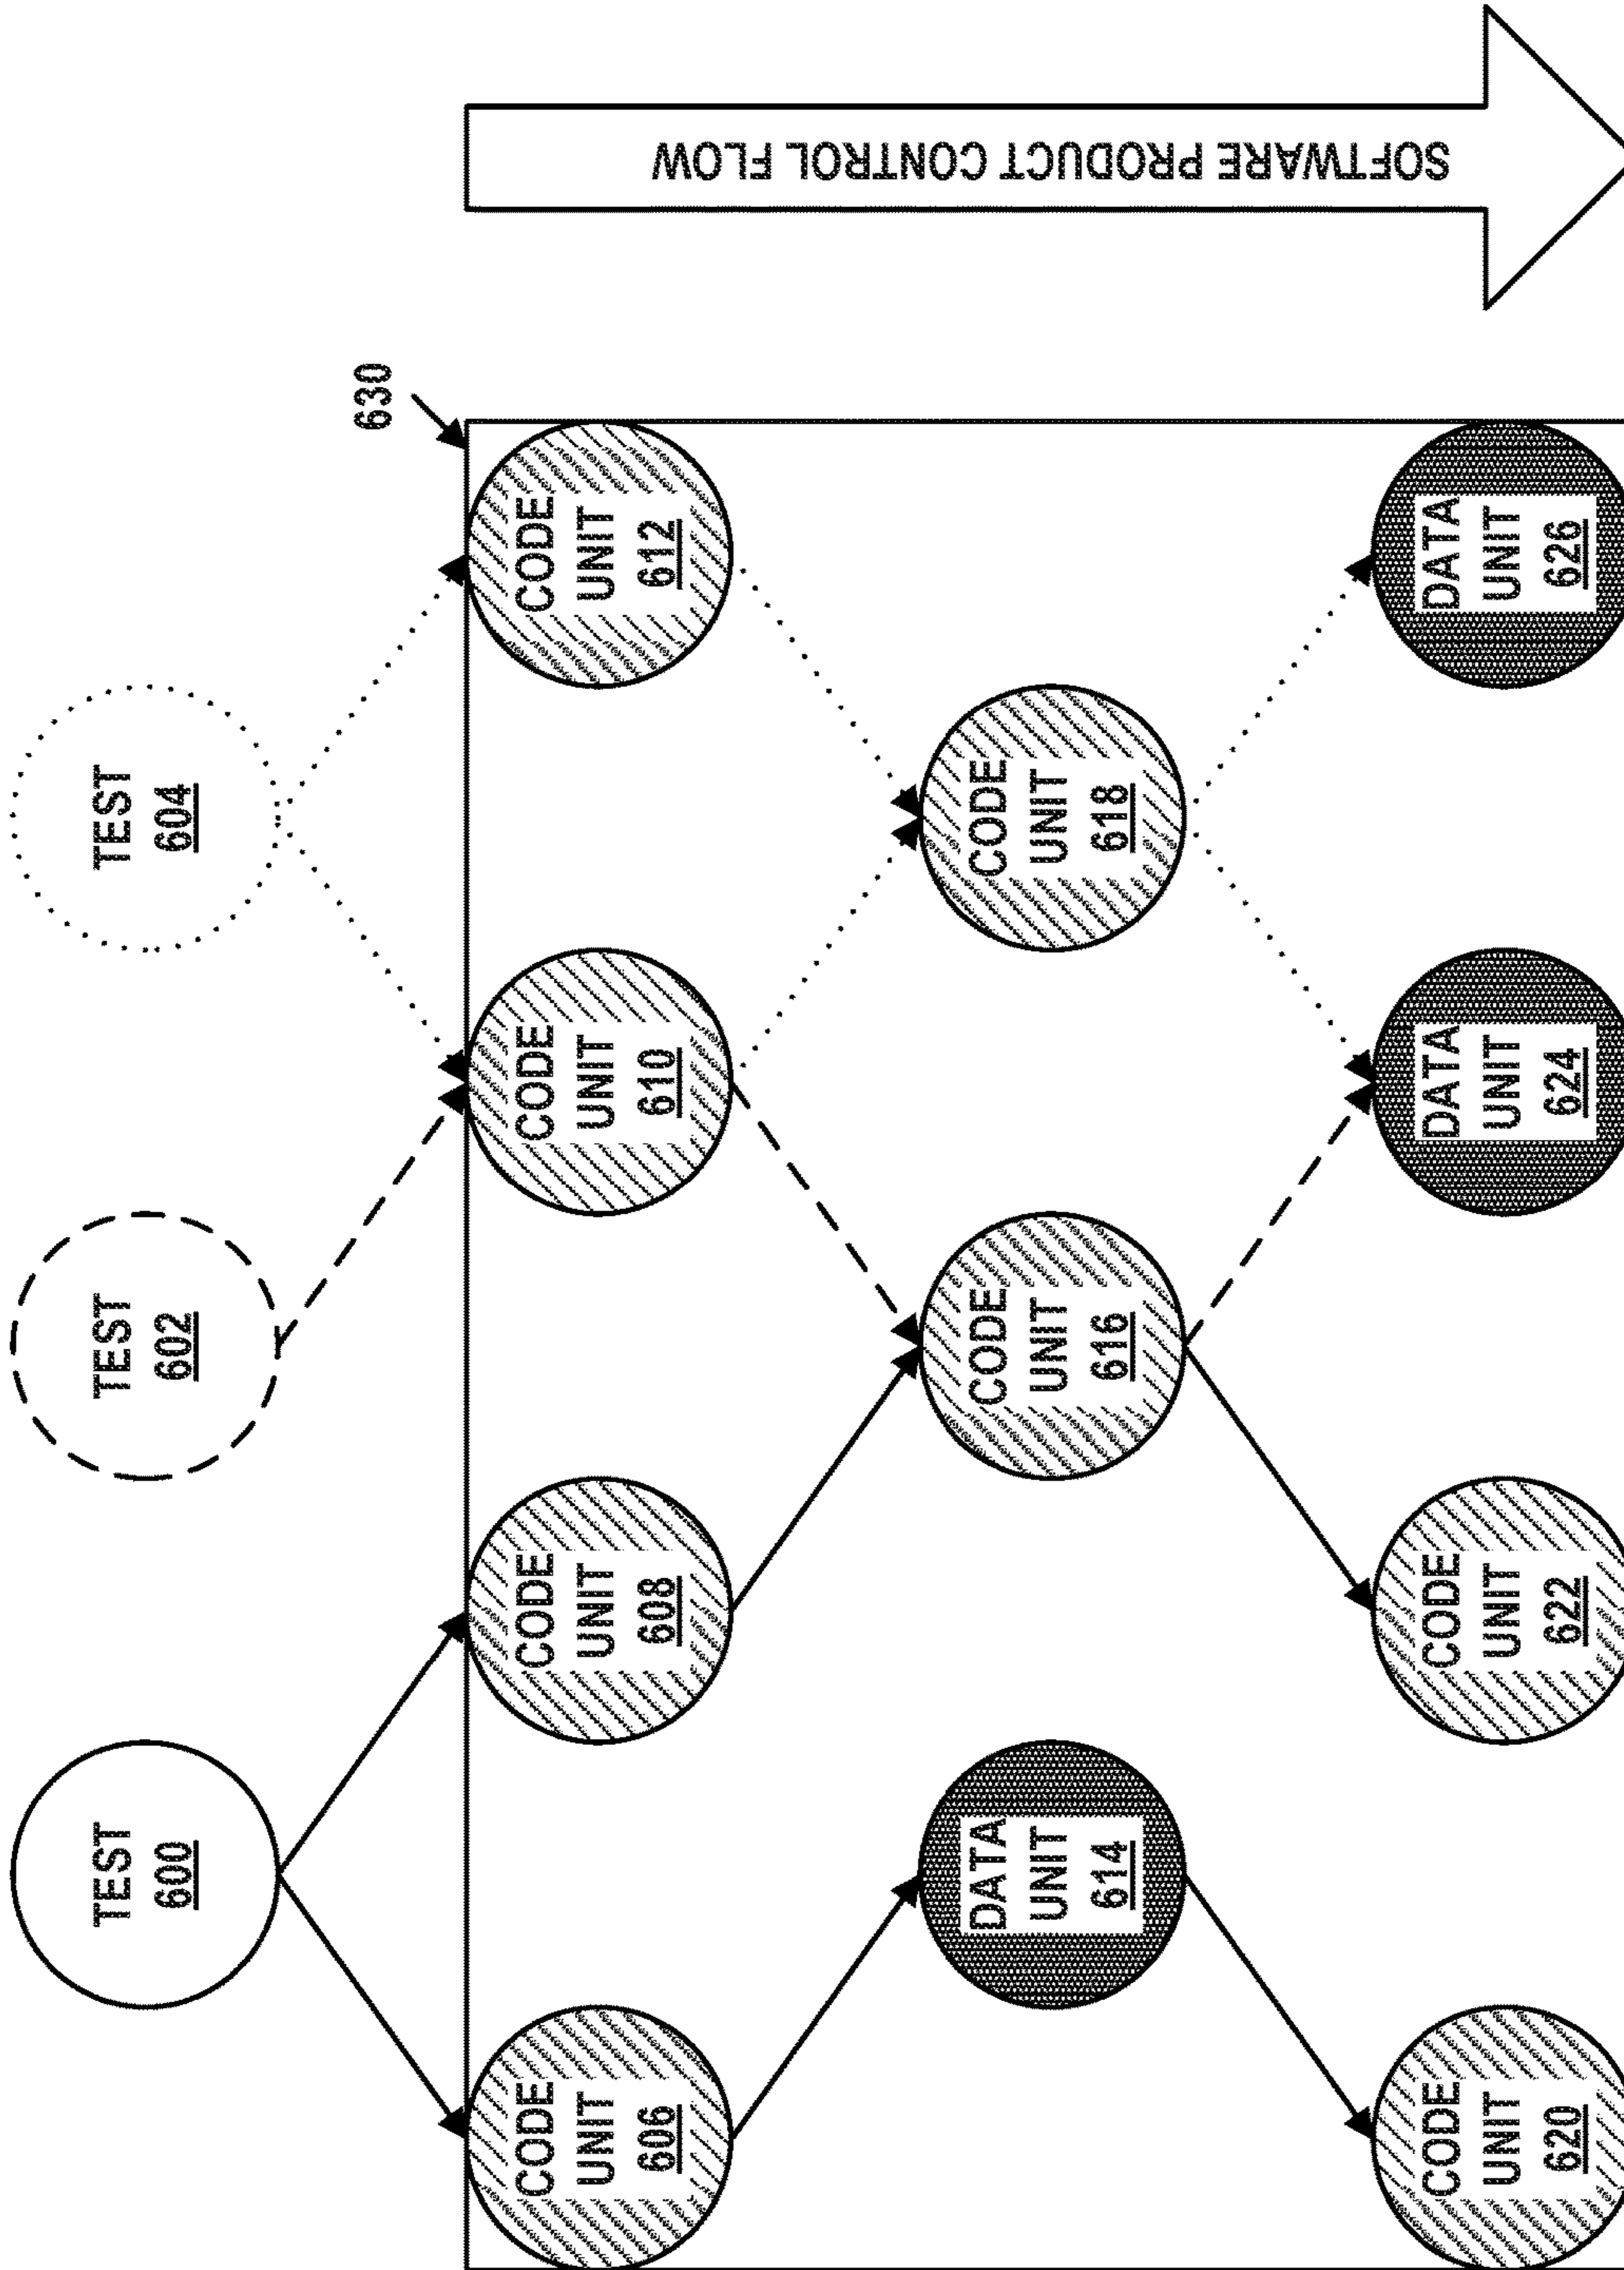 TEST
600
TEST
602
TEST
604
630
CODE
UNIT
606
CODE
UNIT
608
CODE
UNIT
610
CODE
UNIT
612
DATA
UNIT
614
CODE
UNIT
616
CODE
UNIT
618
CODE
UNIT
620
CODE
UNIT
622
DATA
UNIT
624
DATA
UNIT
626
SOFTWARE PRODUCT CONTROL FLOW